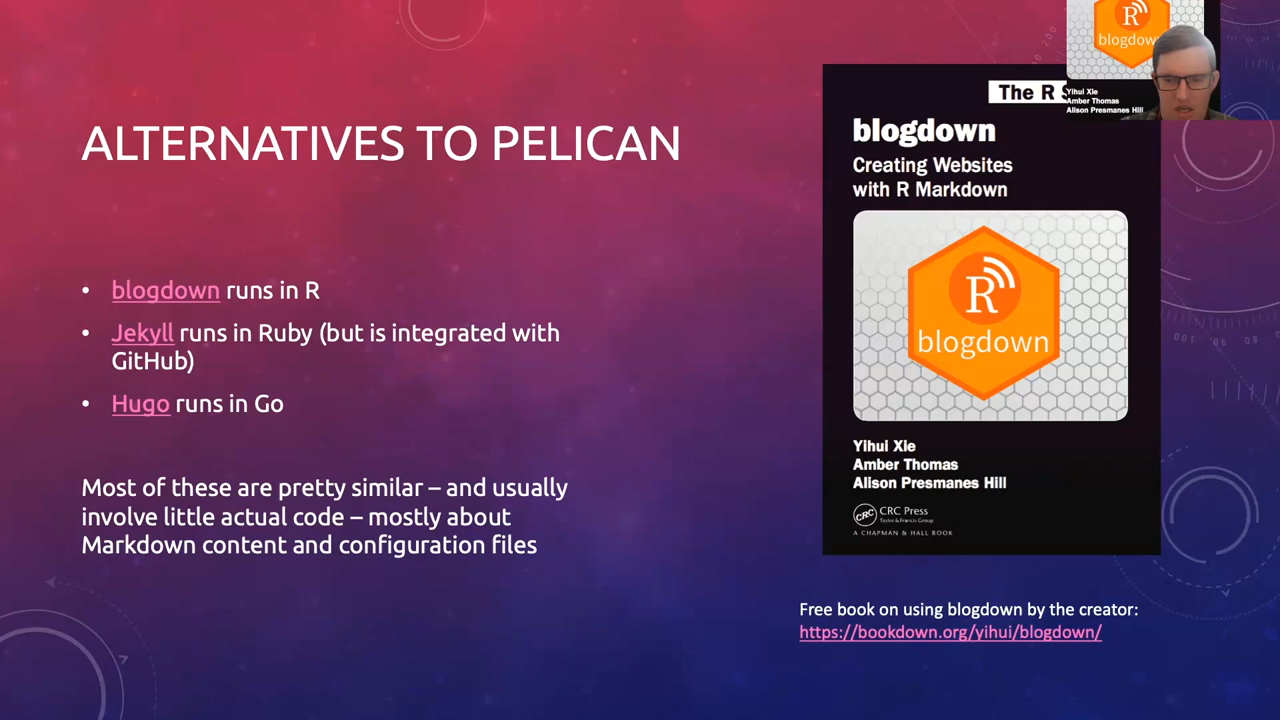 ALTERNATIVES TO PELICAN
• blogdown runs in R
• Jekyll runs in Ruby (but is integrated with
GitHub)
• Hugo runs in Go
Most of these are pretty similar – and usually
involve little actual code – mostly about
Markdown content and configuration files
The R
blogdown
Creating Websites
with R Markdown
R
blogdown
Yihui Xie
Amber Thomas
Alison Presmanes Hill
CRC CRC Press
Taylor & Francis Group
A CHAPMAN & HALL BOOK
Free book on using blogdown by the creator:
https://bookdown.org/yihui/blogdown/
R
Yihui Xie
Amber Thomas
Alison Presmanes Hill